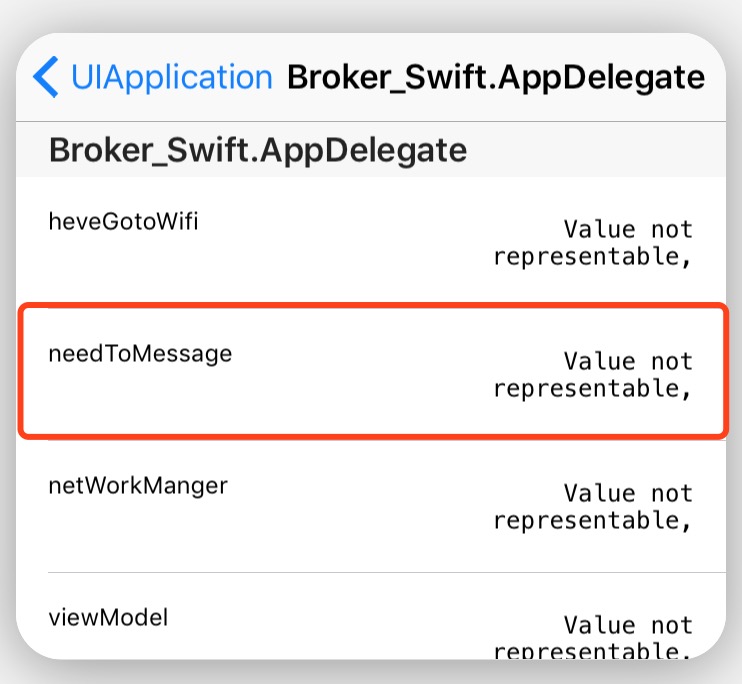 UIApplication Broker_Swift.AppDelegate
Broker_Swift.AppDelegate
heveGotoWifi
Value not
representable,
needToMessage
Value not
representable,
netWorkManger
Value not
representable,
viewModel
Value not
representable,